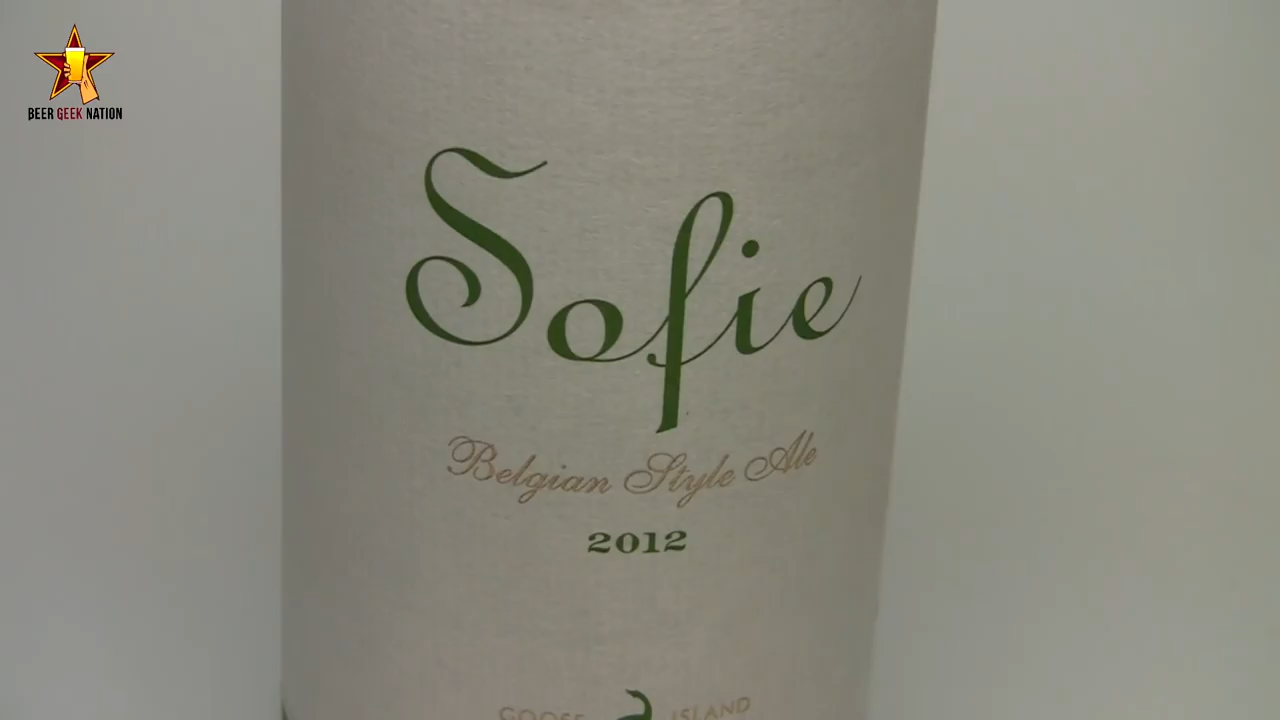 BEER GEEK NATION
Sofie
Belgian Style Ale
2012
GOOSE ISLAND